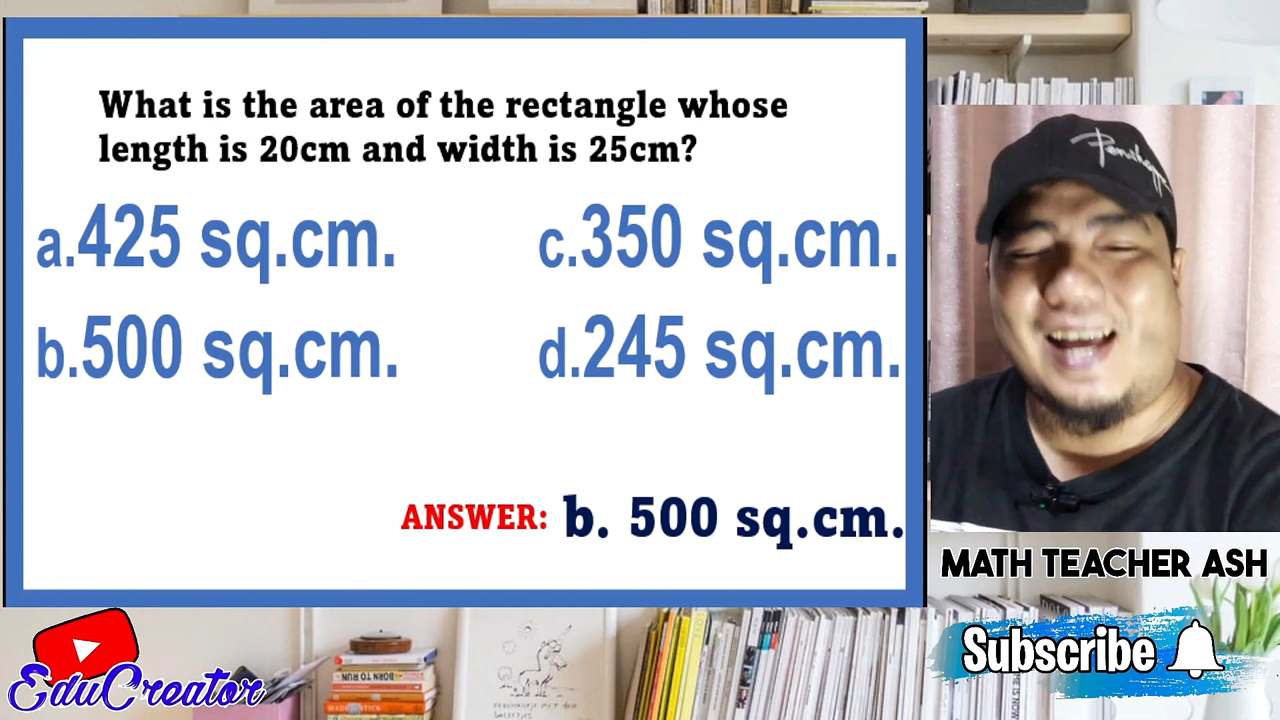 What is the area of the rectangle whose
length is 20cm and width is 25cm?
a.425 sq.cm.
c.350 sq.cm.
b.500 sq.cm.
d.245 sq.cm.
ANSWER: b. 500 sq.cm.
Penshoppe
MATH TEACHER ASH
Subscribe
EduCreator
BORN TO RUN